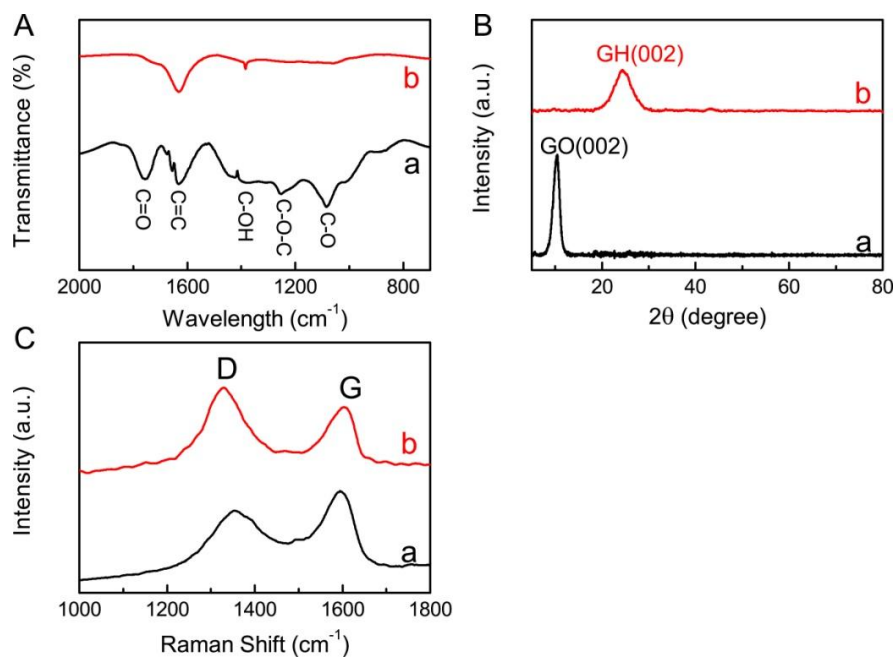 A
Transmittance (%)
b
a
C=O
C=C
C-OH
C-O-C
C-O
2000 1600 1200 800
Wavelength (cm⁻¹)
B
Intensity (a.u.)
GH(002)
b
GO(002)
a
20 40 60 80
2θ (degree)
C
Intensity (a.u.)
D
G
b
a
1000 1200 1400 1600 1800
Raman Shift (cm⁻¹)